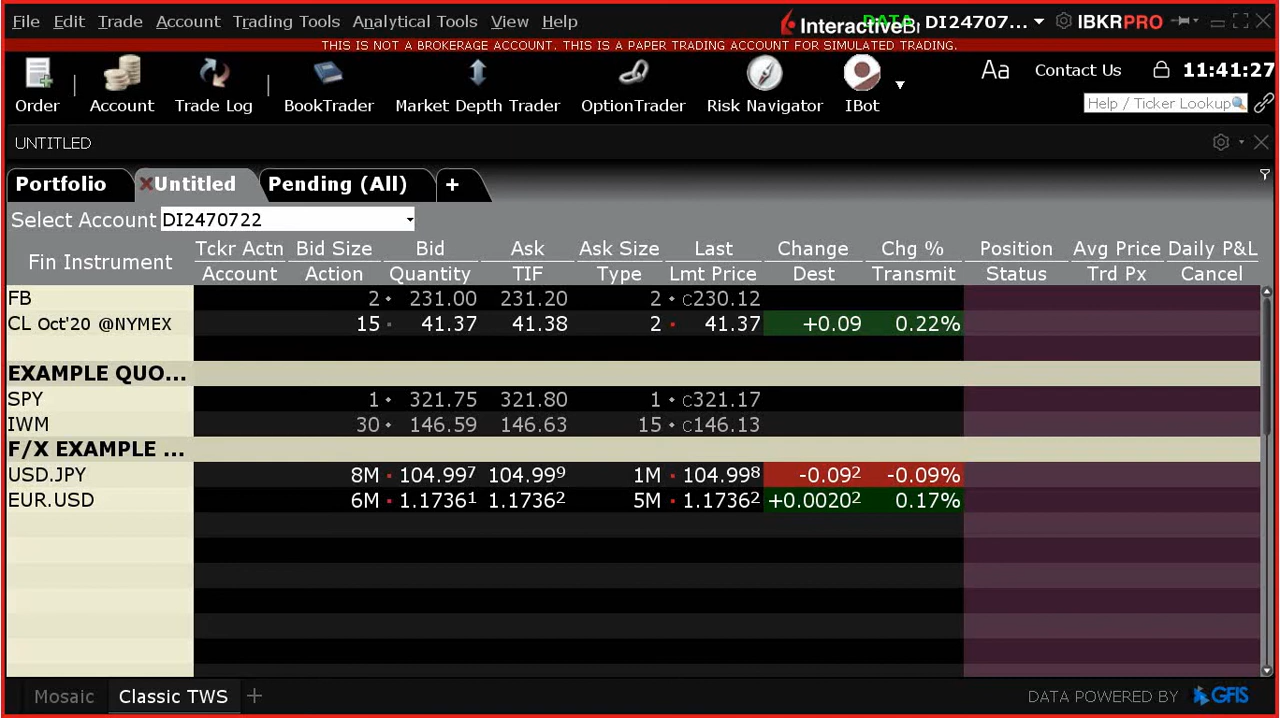 File Edit Trade Account Trading Tools Analytical Tools View Help InteractiveBr DATA DI24707... IBKRPRO
THIS IS NOT A BROKERAGE ACCOUNT. THIS IS A PAPER TRADING ACCOUNT FOR SIMULATED TRADING.
Order Account Trade Log BookTrader Market Depth Trader OptionTrader Risk Navigator IBot
Aa Contact Us 11:41:27
Help / Ticker Lookup
UNTITLED
Portfolio Untitled Pending (All) +
Select Account DI2470722
Fin Instrument
Tckr Actn Bid Size Bid Ask Ask Size Last Change Chg % Position Avg Price Daily P&L
Account Action Quantity TIF Type Lmt Price Dest Transmit Status Trd Px Cancel
FB 2 231.00 231.20 2 C230.12
CL Oct'20 @NYMEX 15 41.37 41.38 2 41.37 +0.09 0.22%
EXAMPLE QUO...
SPY 1 321.75 321.80 1 C321.17
IWM 30 146.59 146.63 15 C146.13
F/X EXAMPLE ...
USD.JPY 8M 104.997 104.999 1M 104.998 -0.092 -0.09%
EUR.USD 6M 1.17361 1.17362 5M 1.17362 +0.00202 0.17%
Mosaic Classic TWS + DATA POWERED BY GFIS